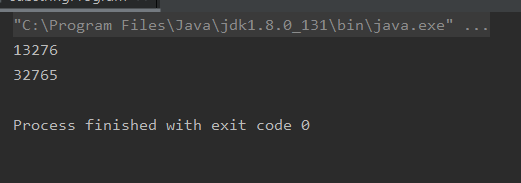 "C:\Program Files\Java\jdk1.8.0_131\bin\java.exe" ...
13276
32765
Process finished with exit code 0